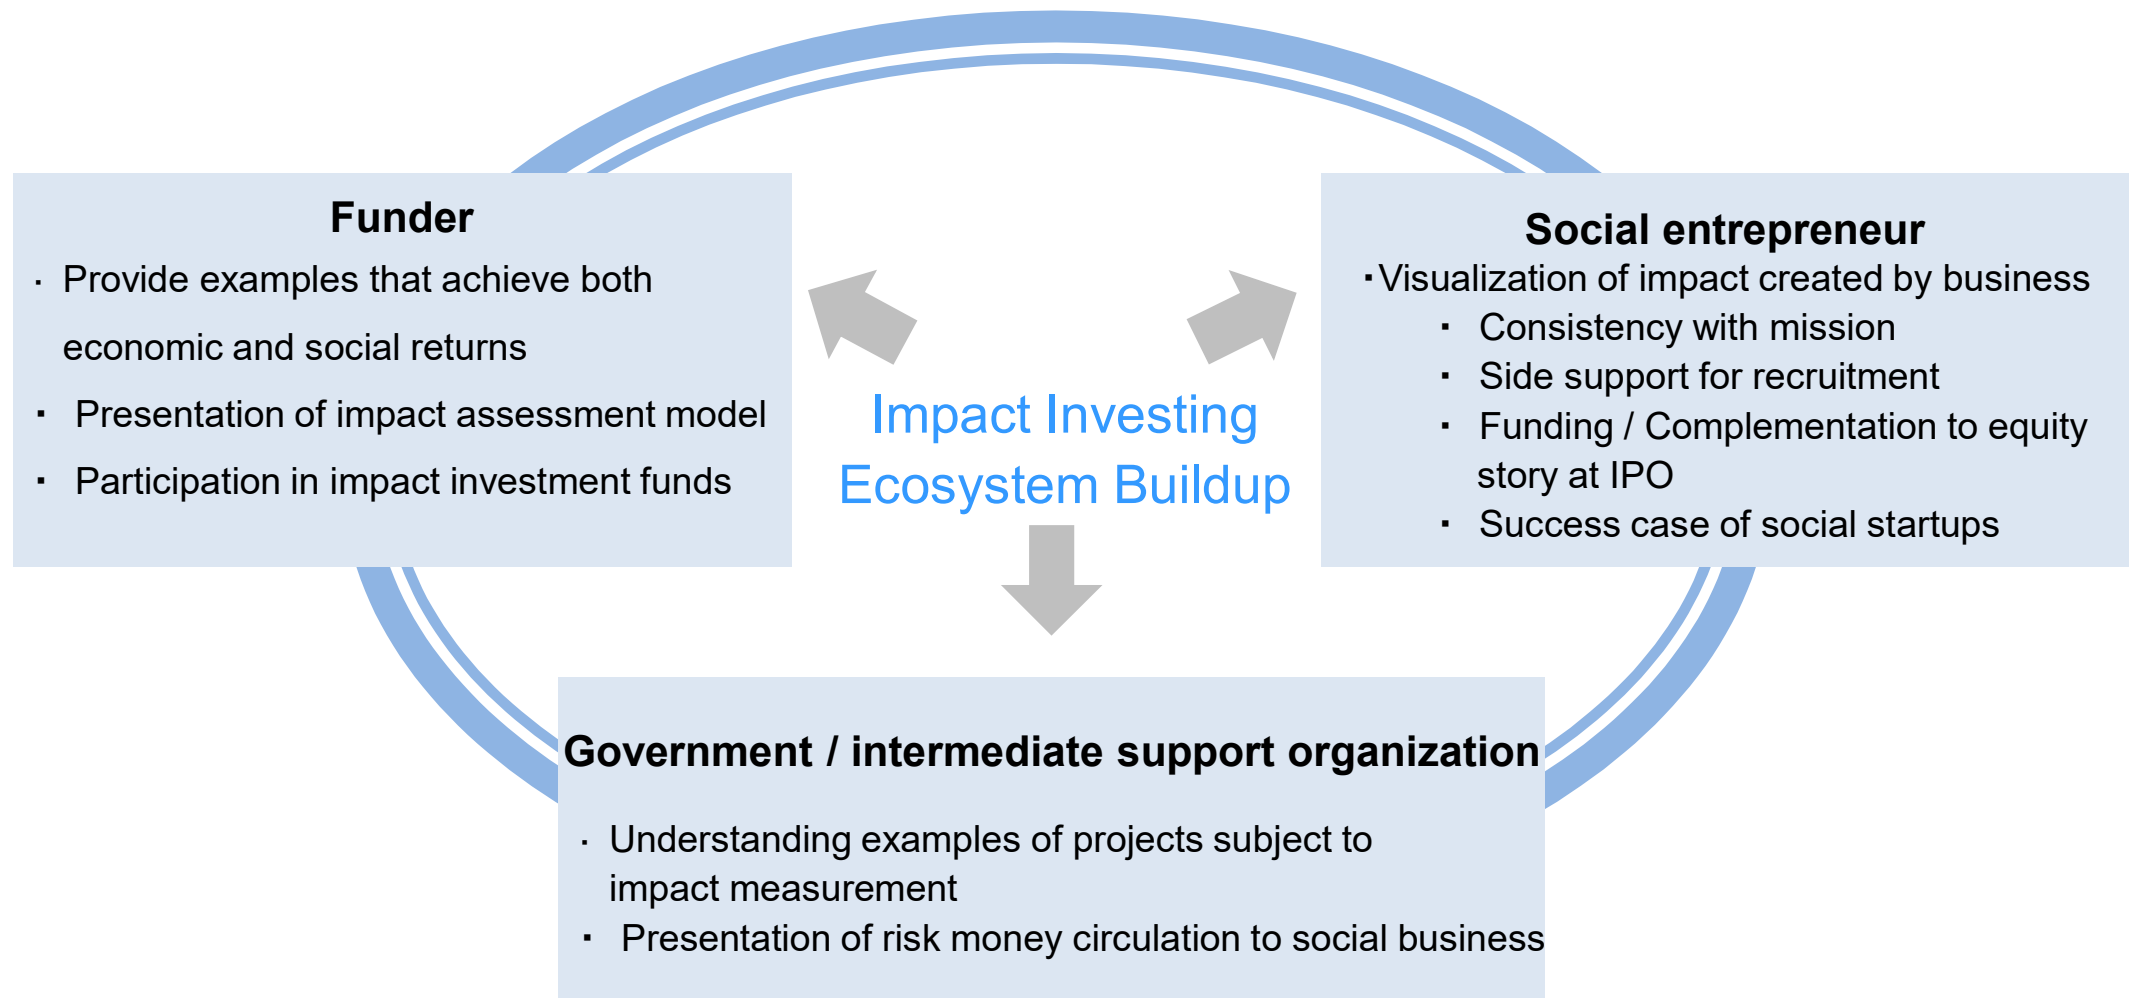 Funder
· Provide examples that achieve both
economic and social returns
· Presentation of impact assessment model
· Participation in impact investment funds
Social entrepreneur
·Visualization of impact created by business
· Consistency with mission
· Side support for recruitment
· Funding / Complementation to equity
story at IPO
· Success case of social startups
Impact Investing
Ecosystem Buildup
Government / intermediate support organization
· Understanding examples of projects subject to
impact measurement
· Presentation of risk money circulation to social business